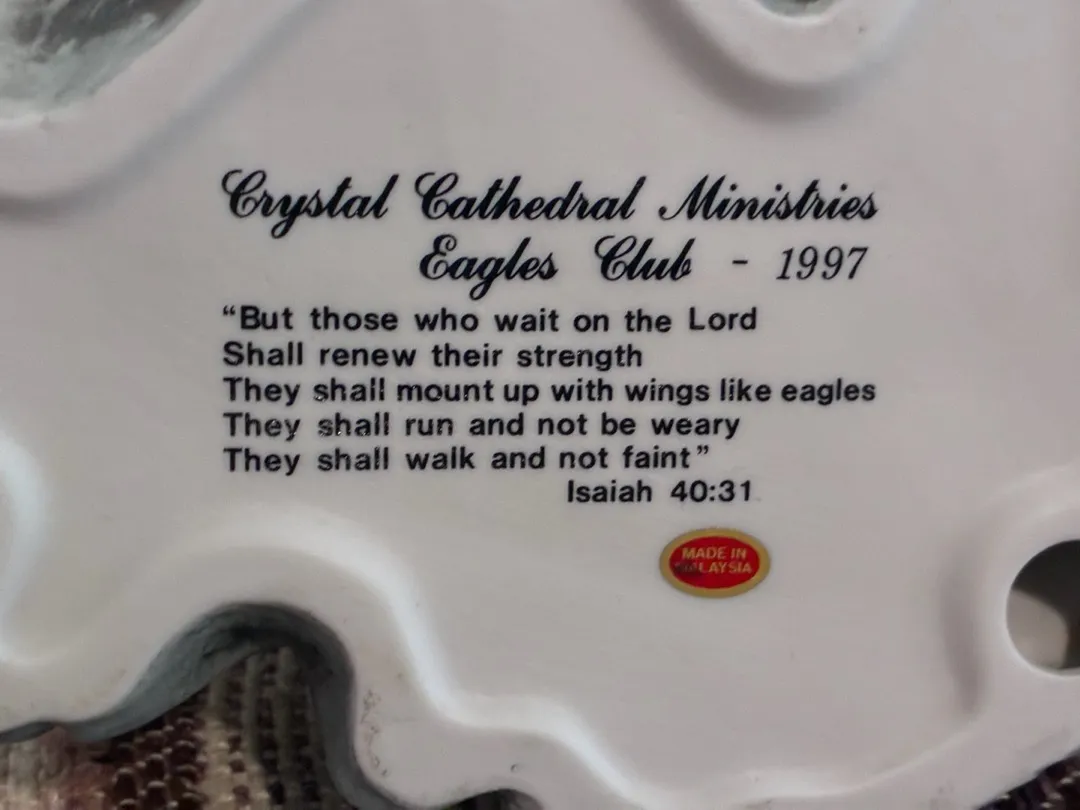 Crystal Cathedral Ministries
Eagles Club - 1997
“But those who wait on the Lord
Shall renew their strength
They shall mount up with wings like eagles
They shall run and not be weary
They shall walk and not faint”
Isaiah 40:31
MADE IN
MALAYSIA